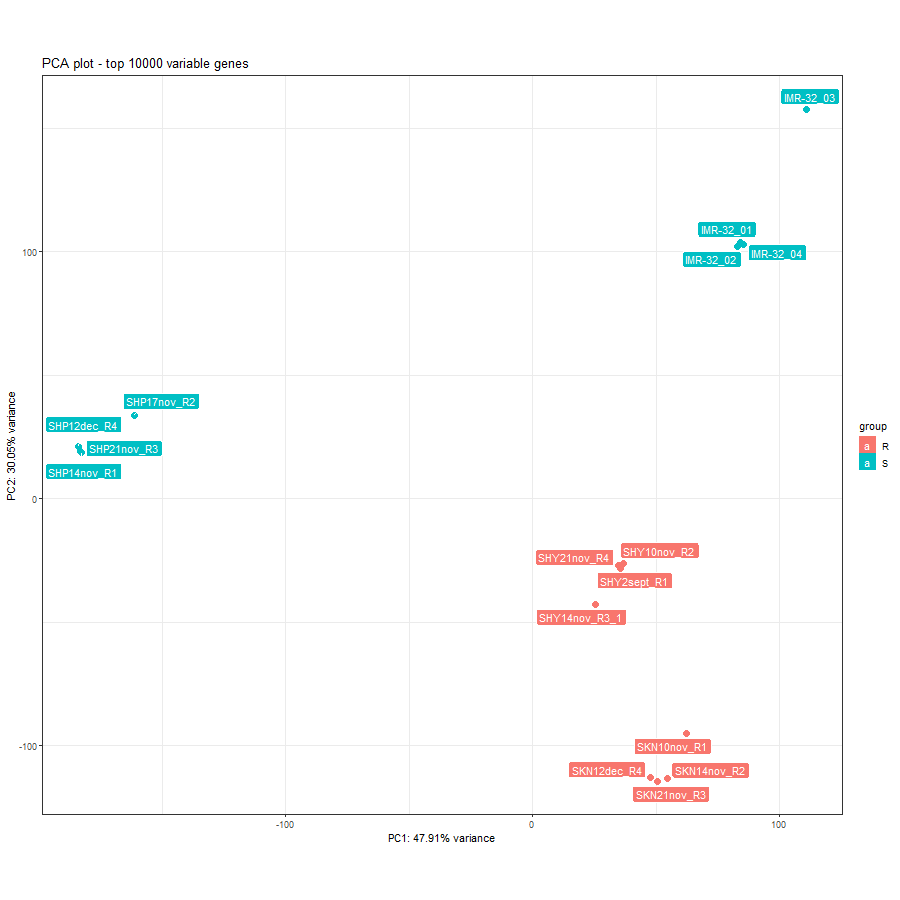 PCA plot - top 10000 variable genes
IMR-32_03
IMR-32_01
IMR-32_02
IMR-32_04
100
SHP17nov_R2
SHP12dec_R4
SHP21nov_R3
SHP14nov_R1
group
a R
a S
PC2: 30.05% variance
0
SHY21nov_R4
SHY10nov_R2
SHY2sept_R1
SHY14nov_R3_1
-100
SKN10nov_R1
SKN12dec_R4
SKN14nov_R2
SKN21nov_R3
-100
0
100
PC1: 47.91% variance